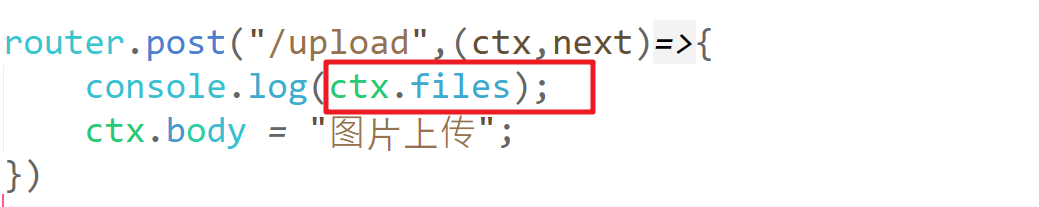 router.post("/upload",(ctx,next)=>{
console.log(ctx.files);
ctx.body = "图片上传";
})